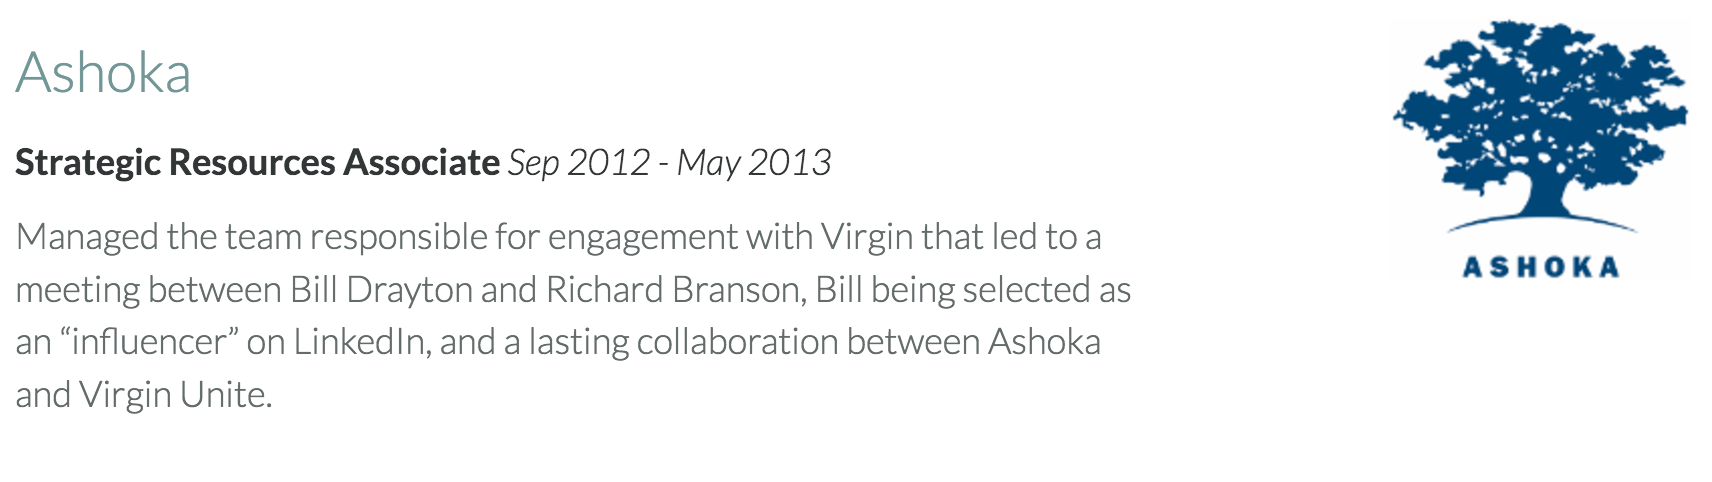 Ashoka
Strategic Resources Associate Sep 2012 - May 2013
Managed the team responsible for engagement with Virgin that led to a
meeting between Bill Drayton and Richard Branson, Bill being selected as
an “influencer” on LinkedIn, and a lasting collaboration between Ashoka
and Virgin Unite.
ASHOKA